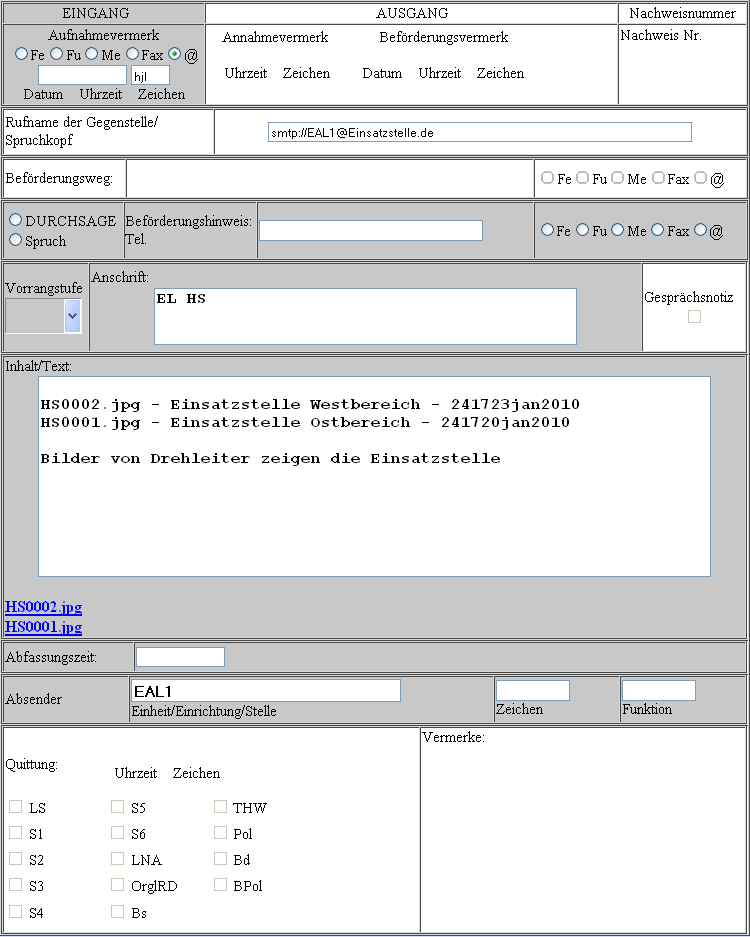 EINGANG AUSGANG Nachweisnummer
Aufnahmevermerk Annahmevermerk Beförderungsvermerk Nachweis Nr.
Fe Fu Me Fax @
hjl Uhrzeit Zeichen Datum Uhrzeit Zeichen
Datum Uhrzeit Zeichen
Rufname der Gegenstelle/
Spruchkopf
smtp://EAL1@Einsatzstelle.de
Beförderungsweg: Fe Fu Me Fax @
DURCHSAGE
Spruch
Beförderungshinweis:
Tel.
Fe Fu Me Fax @
Vorrangstufe
Anschrift:
EL HS
Gesprächsnotiz
Inhalt/Text:
HS0002.jpg - Einsatzstelle Westbereich - 241723jan2010
HS0001.jpg - Einsatzstelle Ostbereich - 241720jan2010
Bilder von Drehleiter zeigen die Einsatzstelle
HS0002.jpg
HS0001.jpg
Abfassungszeit:
Absender
EAL1
Einheit/Einrichtung/Stelle
Zeichen
Funktion
Quittung:
Uhrzeit Zeichen
Vermerke:
LS S5 THW
S1 S6 Pol
S2 LNA Bd
S3 OrglRD BPol
S4 Bs